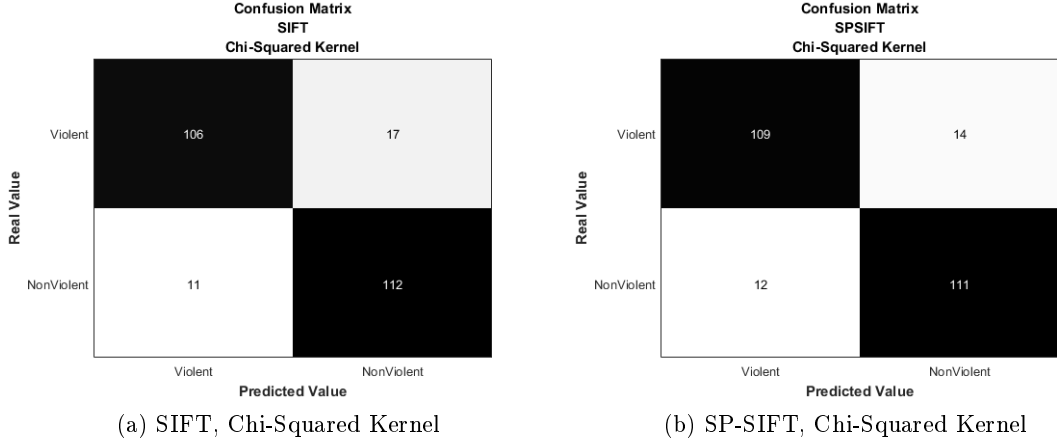 Confusion Matrix
SIFT
Chi-Squared Kernel
Real Value
Violent
106
17
NonViolent
11
112
Violent
NonViolent
Predicted Value
(a) SIFT, Chi-Squared Kernel
Confusion Matrix
SPSIFT
Chi-Squared Kernel
Real Value
Violent
109
14
NonViolent
12
111
Violent
NonViolent
Predicted Value
(b) SP-SIFT, Chi-Squared Kernel